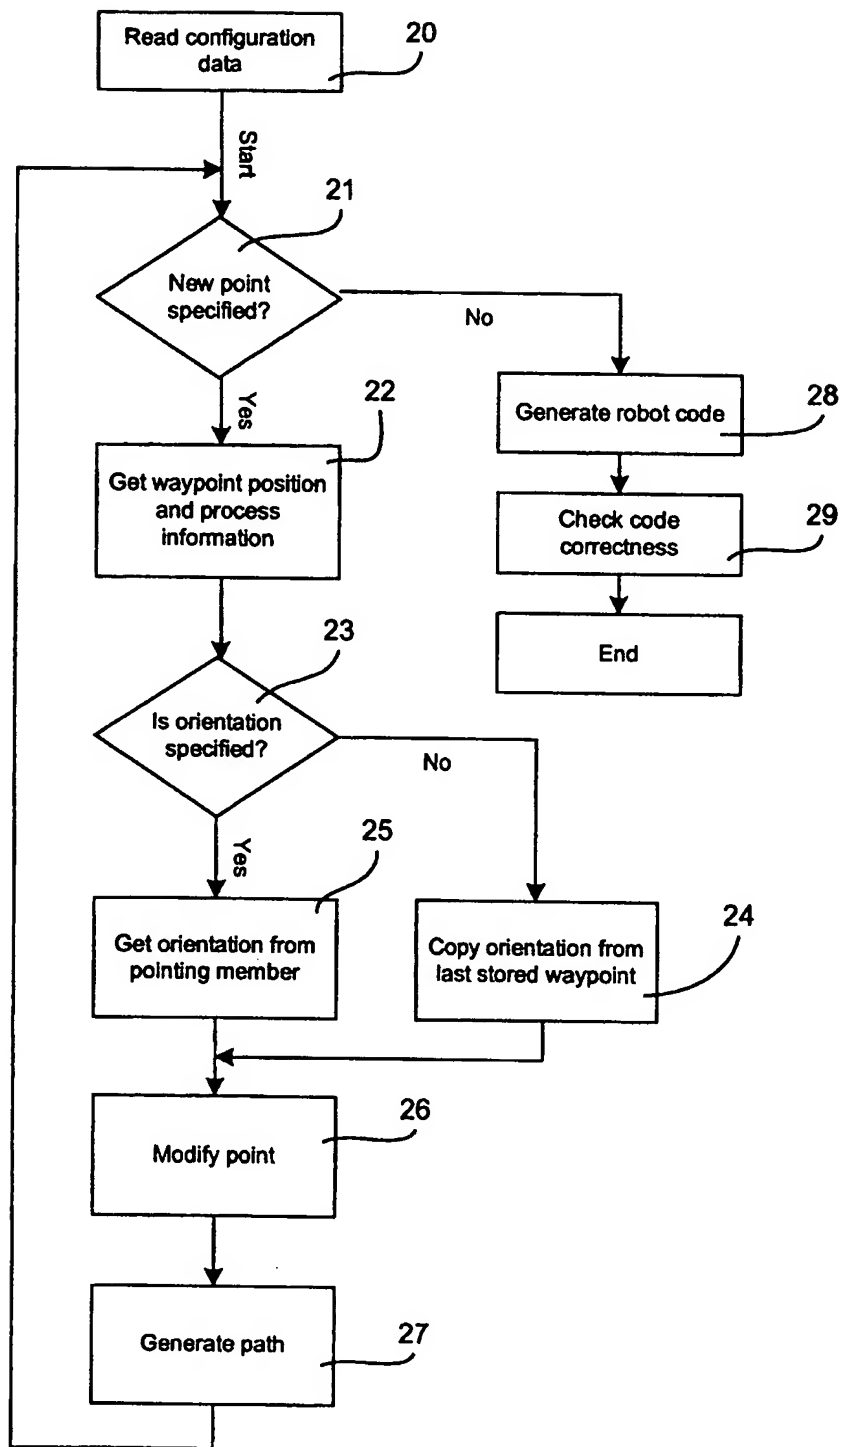 Read configuration
data
20
Start
21
New point
specified?
No
Yes
22
Get waypoint position
and process
information
Generate robot code
28
Check code
correctness
29
End
23
Is orientation
specified?
No
Yes
25
Get orientation from
pointing member
24
Copy orientation from
last stored waypoint
26
Modify point
Generate path
27